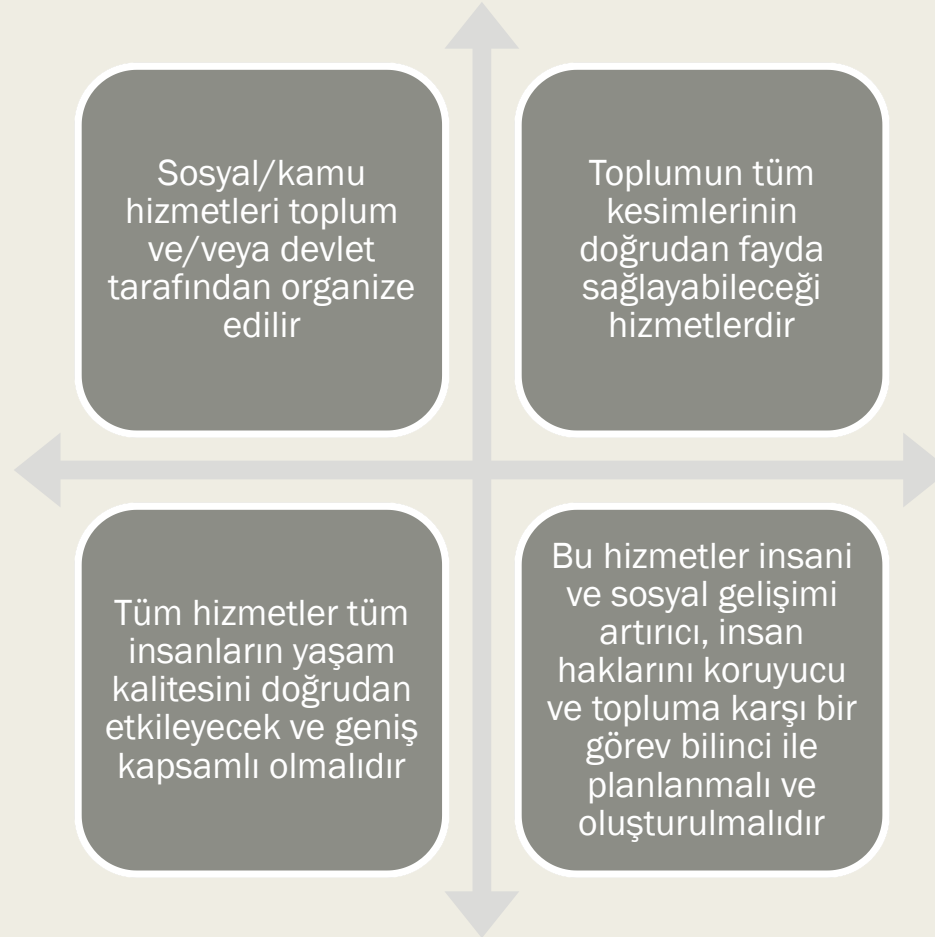 Sosyal/kamu
hizmetleri toplum
ve/veya devlet
tarafından organize
edilir
Toplumun tüm
kesimlerinin
doğrudan fayda
sağlayabileceği
hizmetlerdir
Tüm hizmetler tüm
insanların yaşam
kalitesini doğrudan
etkileyecek ve geniş
kapsamlı olmalıdır
Bu hizmetler insani
ve sosyal gelişimi
artırıcı, insan
haklarını koruyucu
ve topluma karşı bir
görev bilinci ile
planlanmalı ve
oluşturulmalıdır